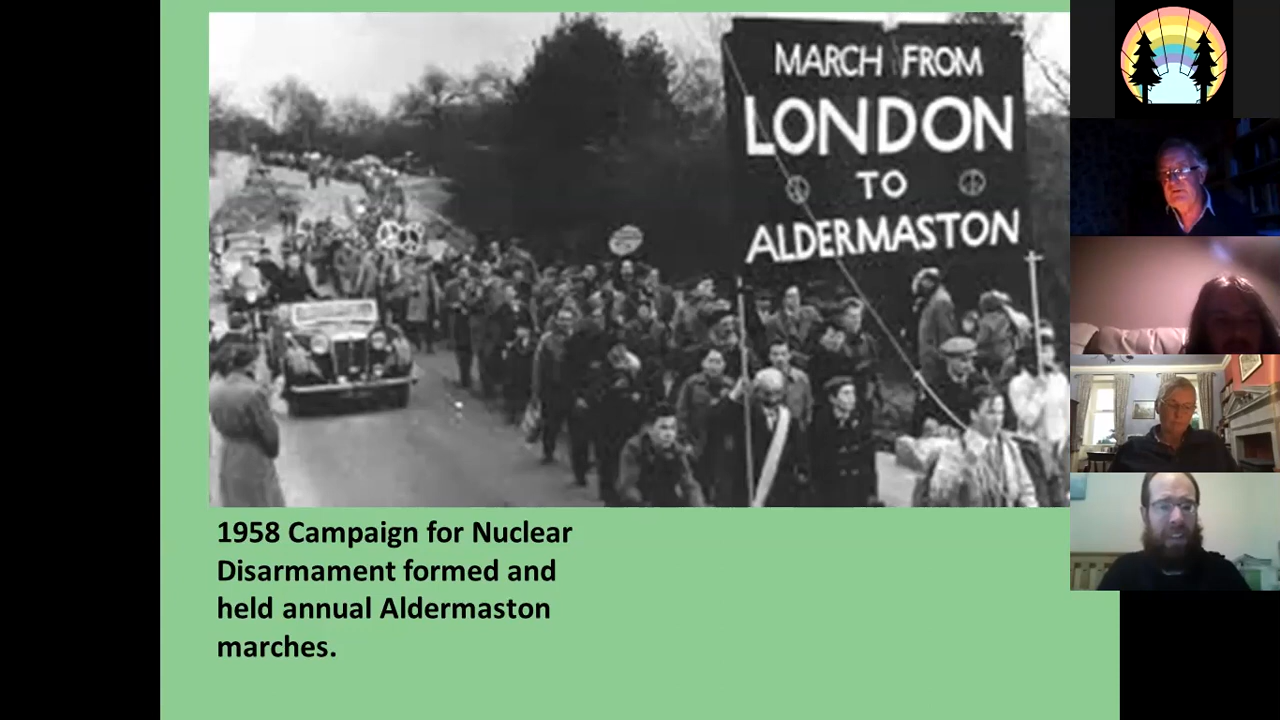 MARCH FROM
LONDON
TO
ALDERMASTON
1958 Campaign for Nuclear
Disarmament formed and
held annual Aldermaston
marches.